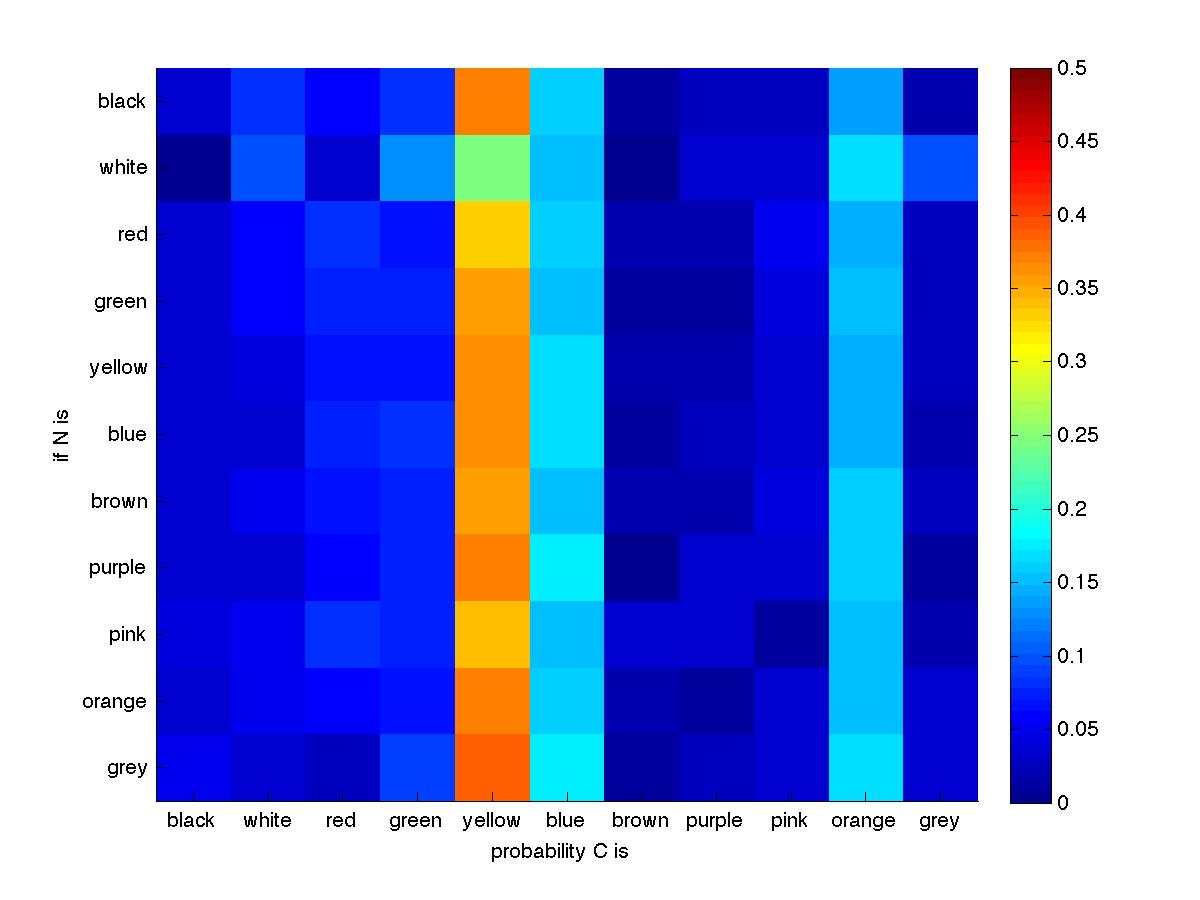 black
white
red
green
yellow
blue
brown
purple
pink
orange
grey
if N is
black white red green yellow blue brown purple pink orange grey
probability C is
0.5
0.45
0.4
0.35
0.3
0.25
0.2
0.15
0.1
0.05
0